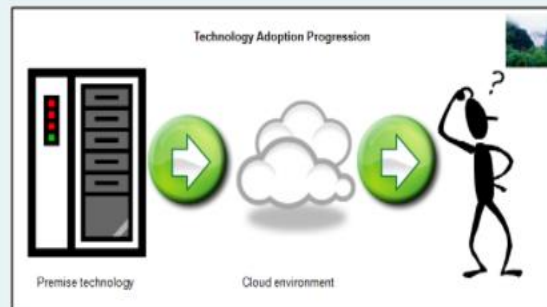 Technology Adoption Progression
?
Premise technology
Cloud environment